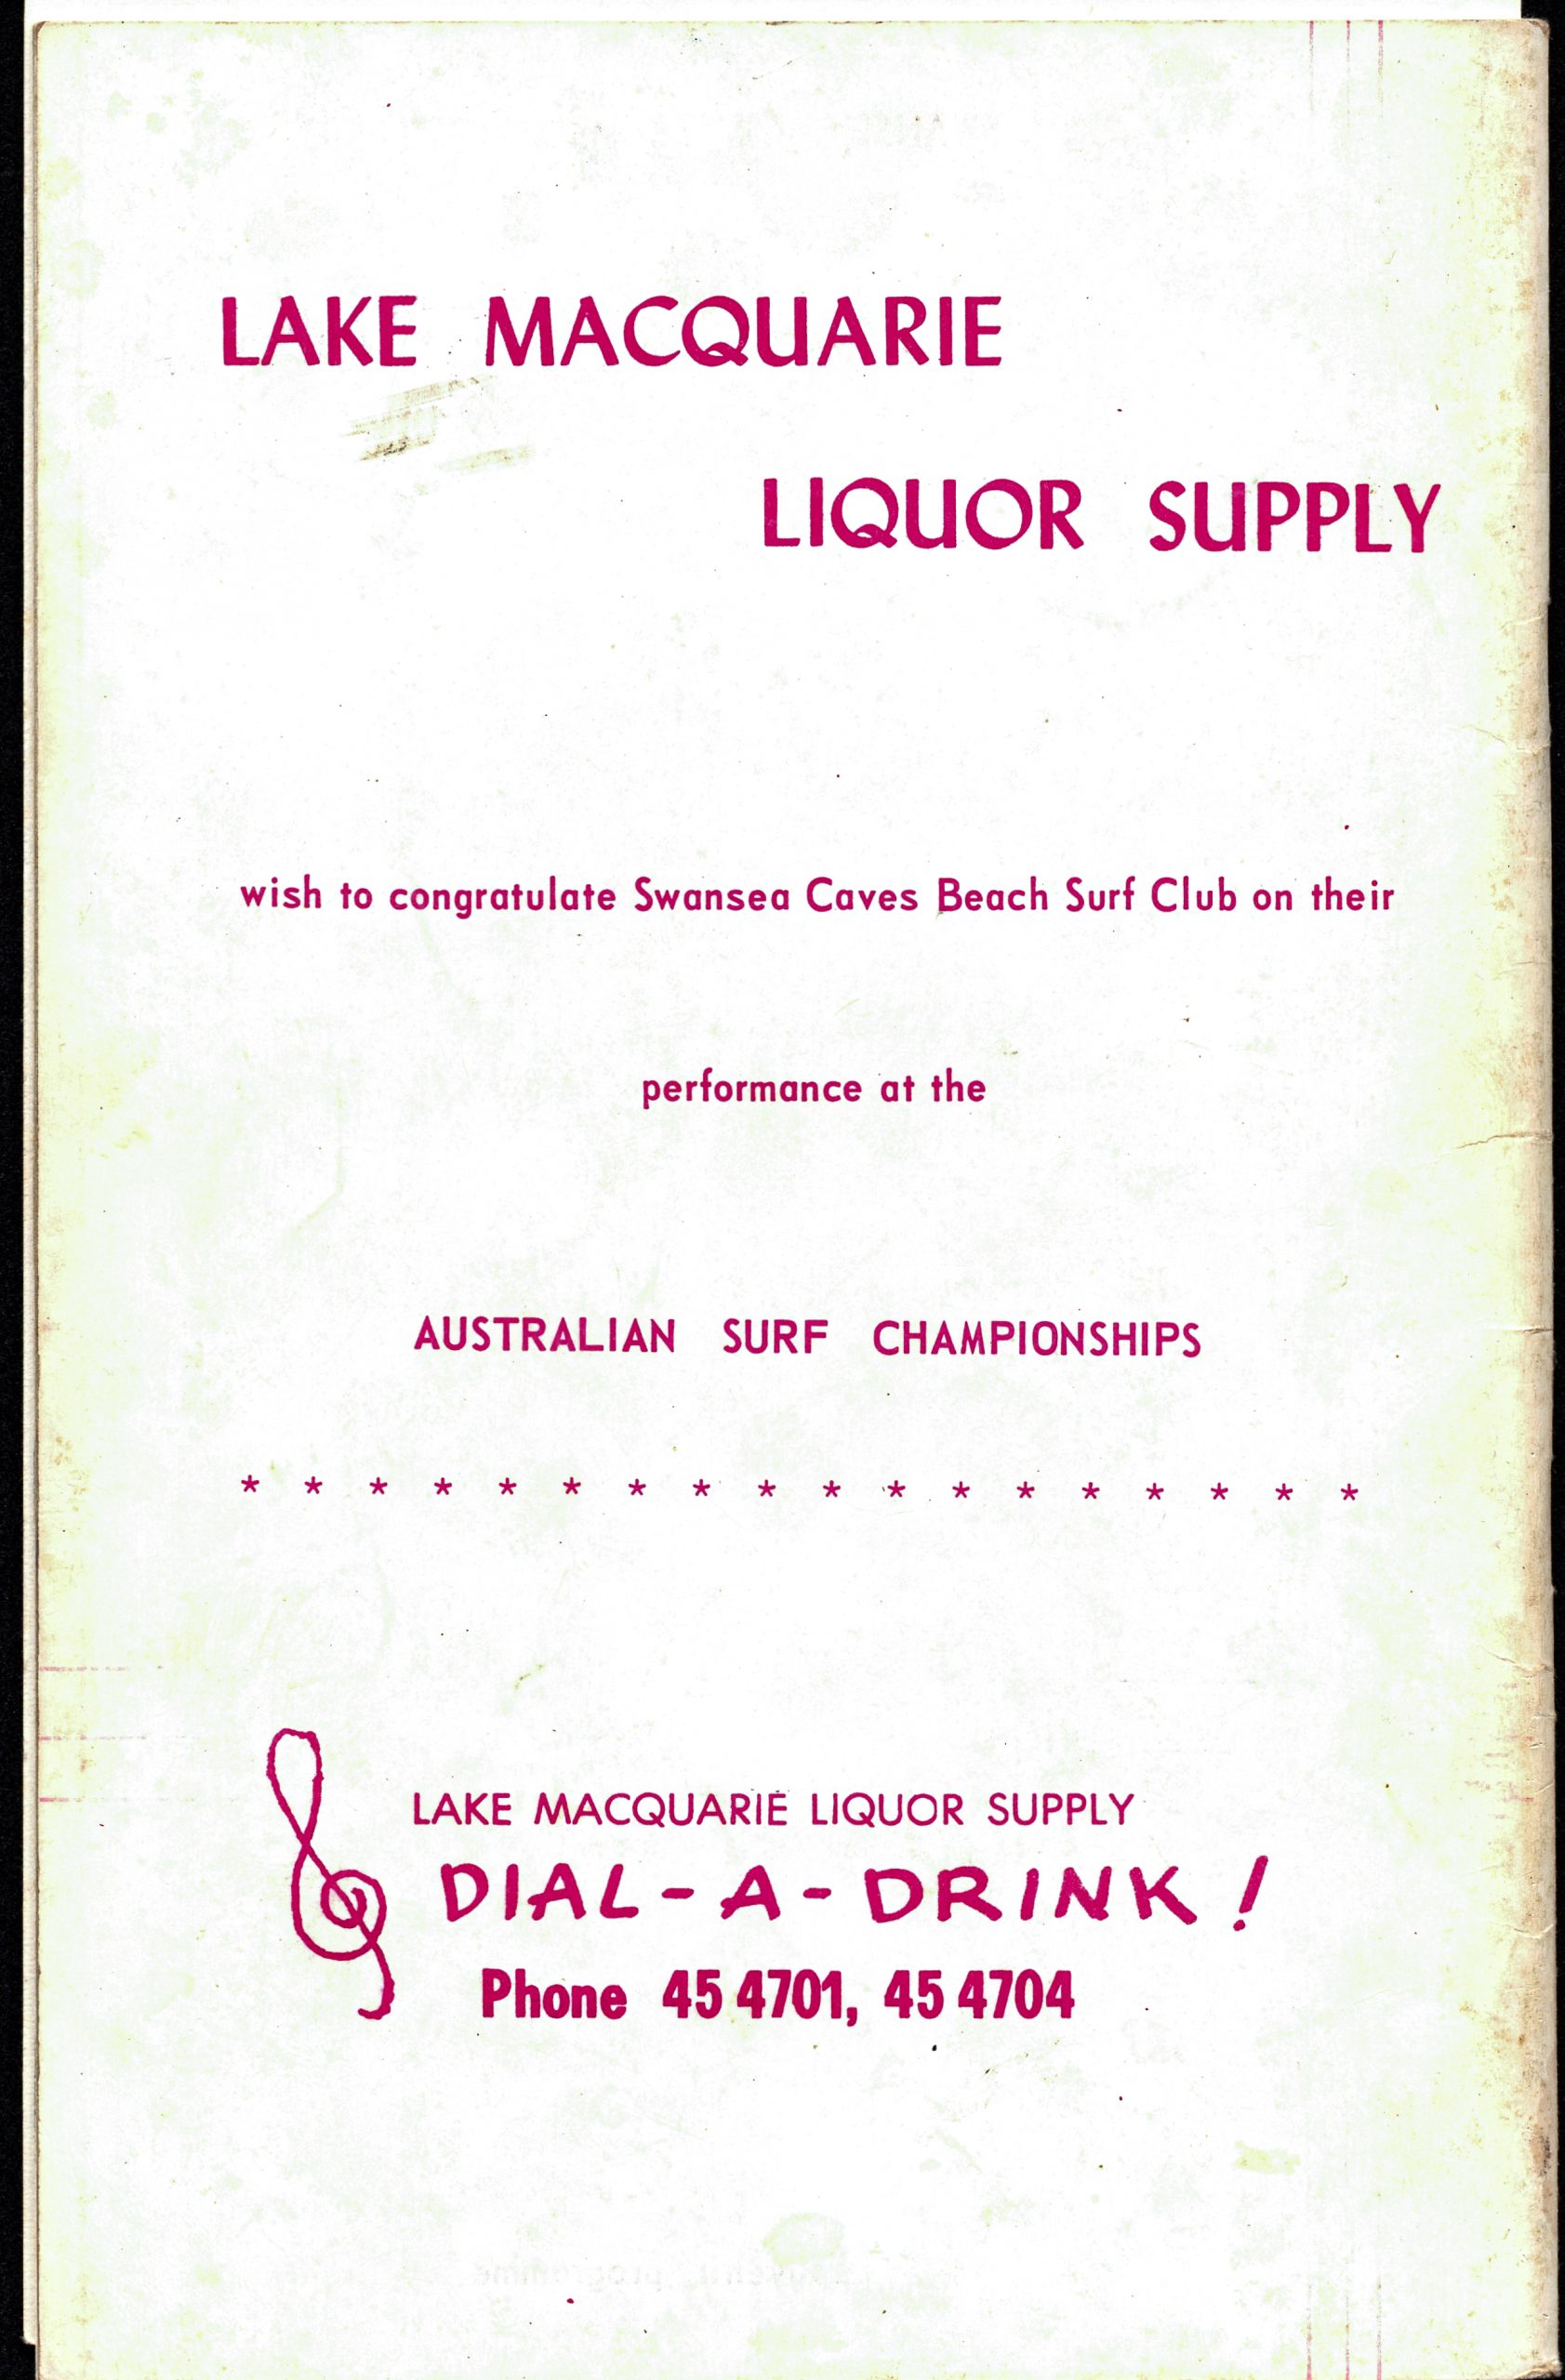 LAKE MACQUARIE
LIQUOR SUPPLY
wish to congratulate Swansea Caves Beach Surf Club on their
performance at the
AUSTRALIAN SURF CHAMPIONSHIPS
* * * * * * * * * * * * * * * * * *
LAKE MACQUARIE LIQUOR SUPPLY
DIAL-A-DRINK!
Phone 45 4701, 45 4704